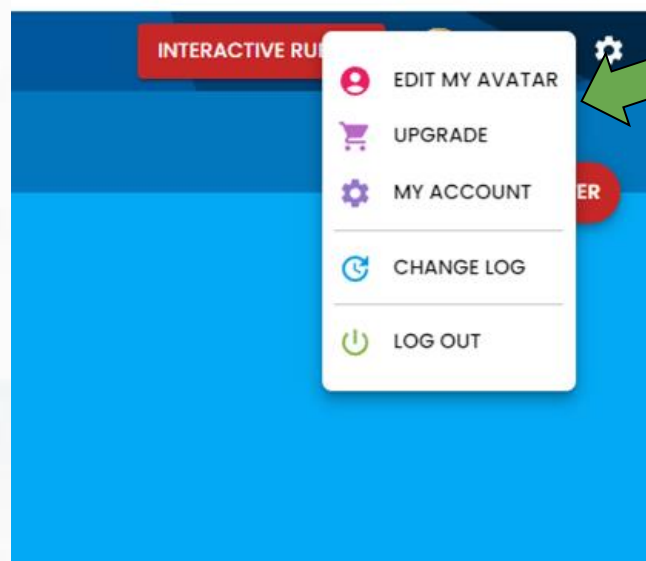 INTERACTIVE RU
EDIT MY AVATAR
UPGRADE
MY ACCOUNT
ER
CHANGE LOG
LOG OUT